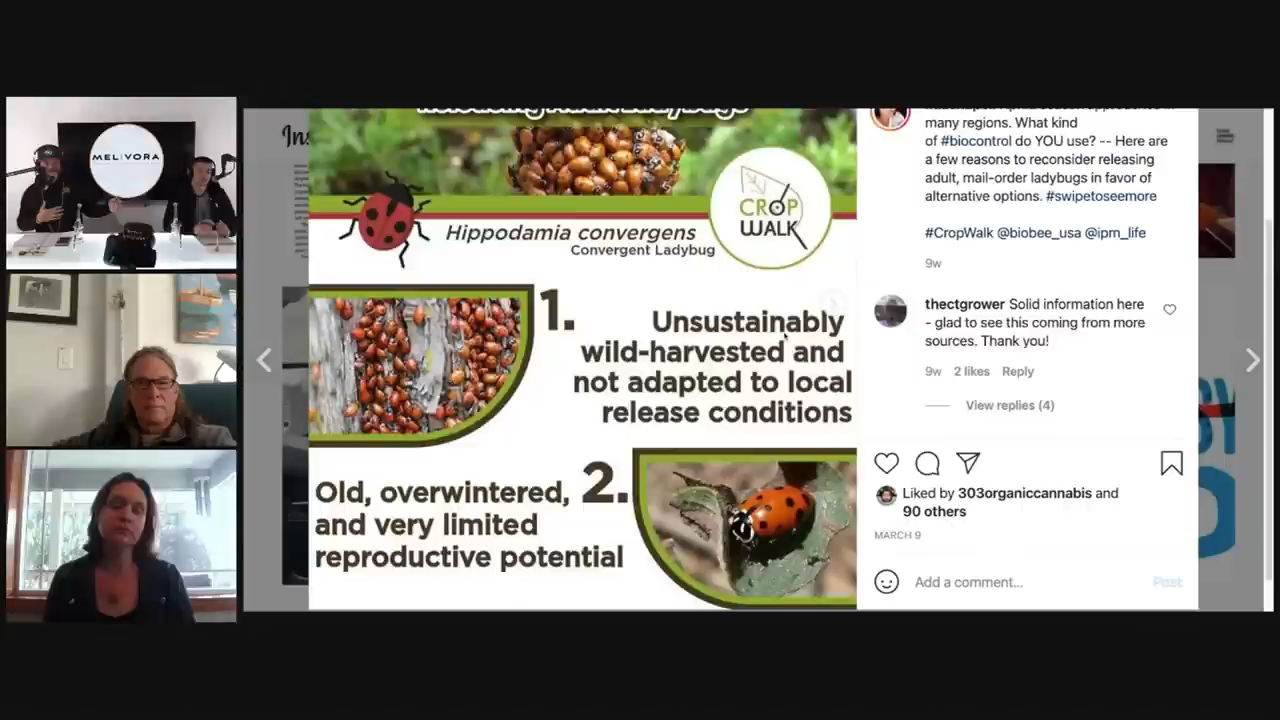 MELIVORA
Ins
Releasing Adult Ladybugs
CROP
WALK
Hippodamia convergens
Convergent Ladybug
1.
Unsustainably
wild-harvested and
not adapted to local
release conditions
Old, overwintered,
and very limited
reproductive potential
2.
many regions. What kind
of #biocontrol do YOU use? -- Here are
a few reasons to reconsider releasing
adult, mail-order ladybugs in favor of
alternative options. #swipetoseemore
#CropWalk @biobee_usa @ipm_life
9w
thectgrower Solid information here
- glad to see this coming from more
sources. Thank you!
9w 2 likes Reply
View replies (4)
Liked by 303organiccannabis and
90 others
MARCH 9
Add a comment...
Post